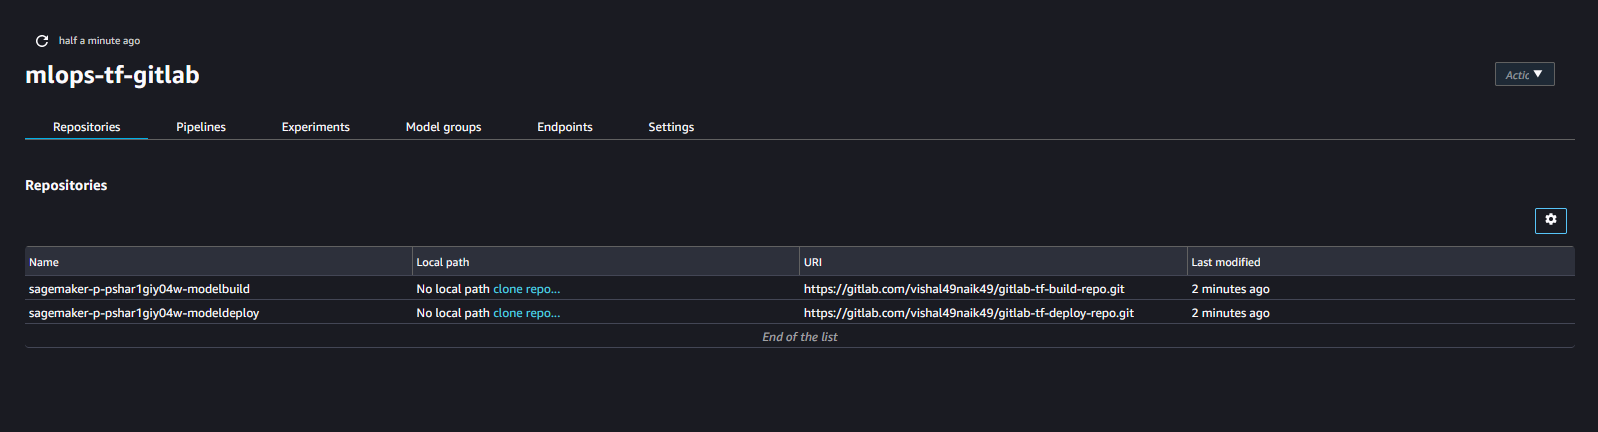 half a minute ago
mlops-tf-gitlab
Actic
Repositories Pipelines Experiments Model groups Endpoints Settings
Repositories
Name Local path URI Last modified
sagemaker-p-pshar1giy04w-modelbuild No local path clone repo... https://gitlab.com/vishal49naik49/gitlab-tf-build-repo.git 2 minutes ago
sagemaker-p-pshar1giy04w-modeldeploy No local path clone repo... https://gitlab.com/vishal49naik49/gitlab-tf-deploy-repo.git 2 minutes ago
End of the list